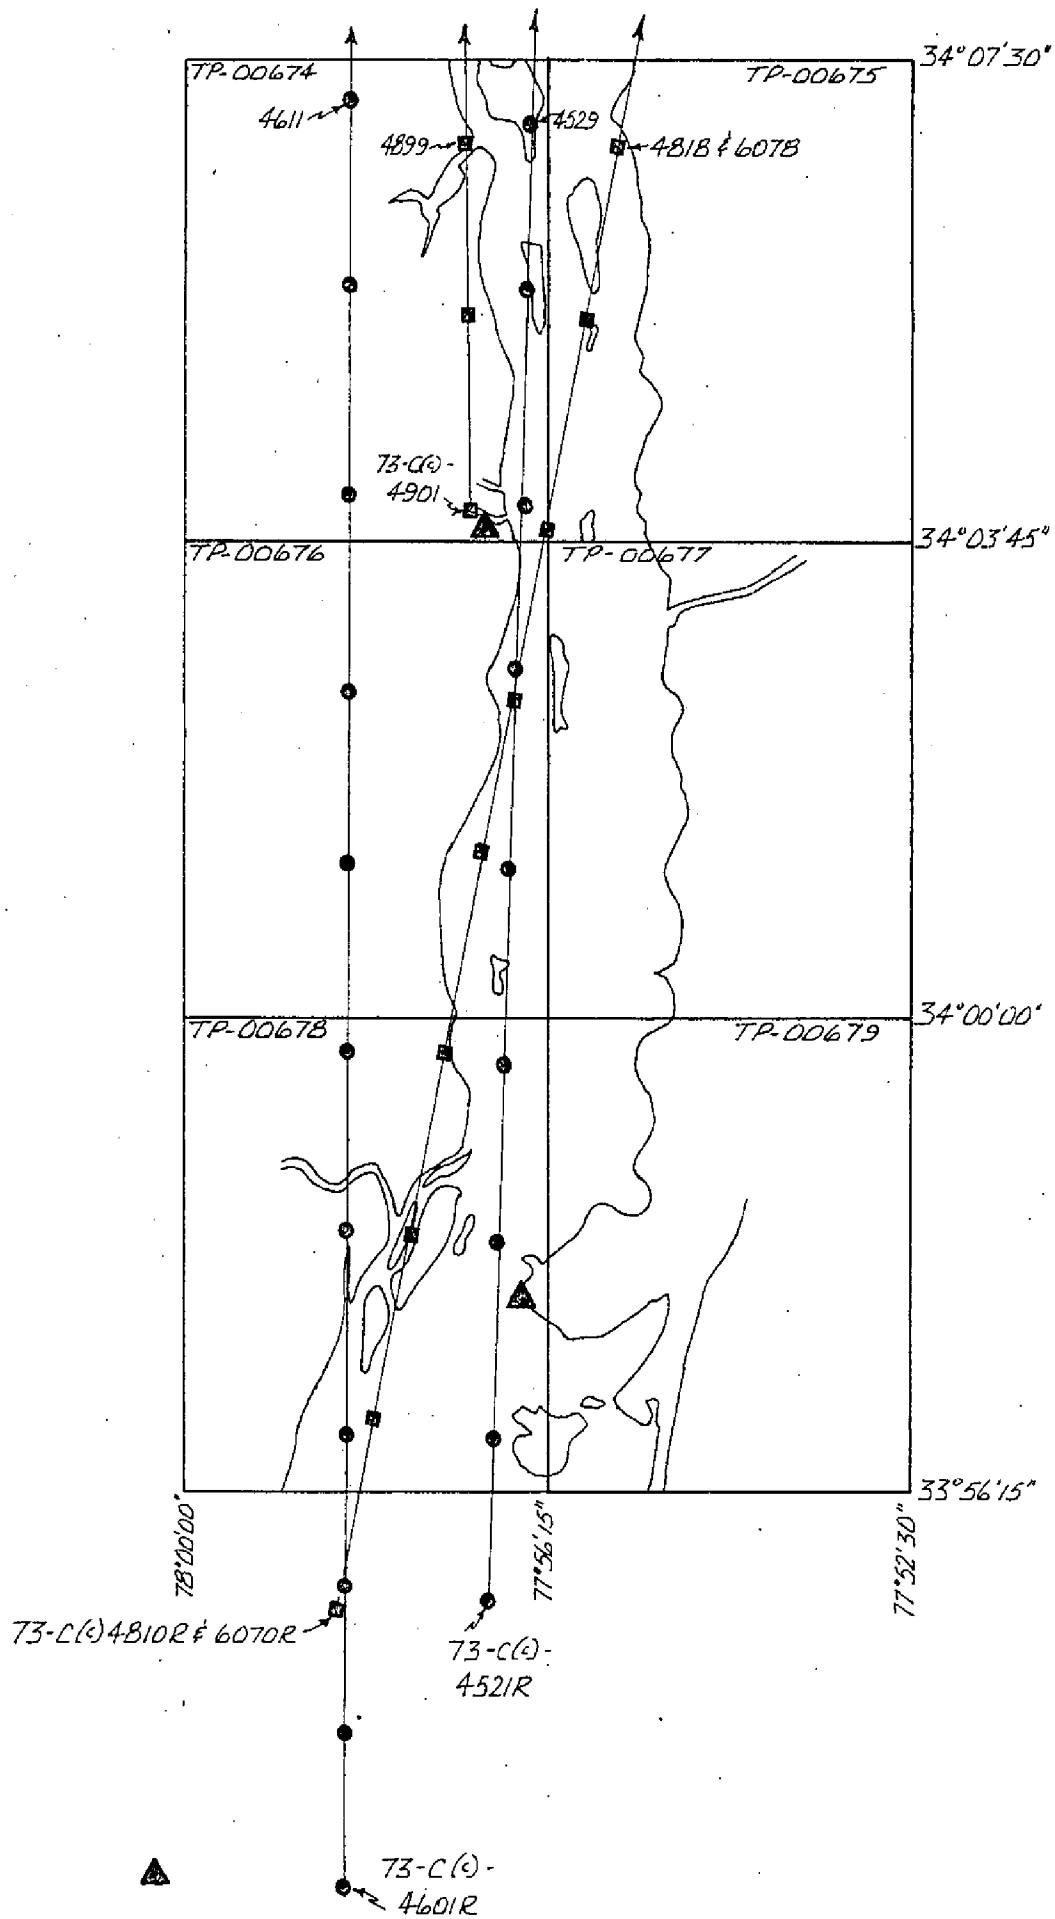 TP-00674
TP-00675
34°07'30"
4611
4529
4899
4818 & 6078
73-C(c)-
4901
34°03'45"
TP-00676
TP-00677
34°00'00"
TP-00678
TP-00679
33°56'15"
78°00'00"
77°56'15"
77°52'30"
73-C(c)4810R & 6070R
73-C(c)-
4521R
73-C(c)-
4601R